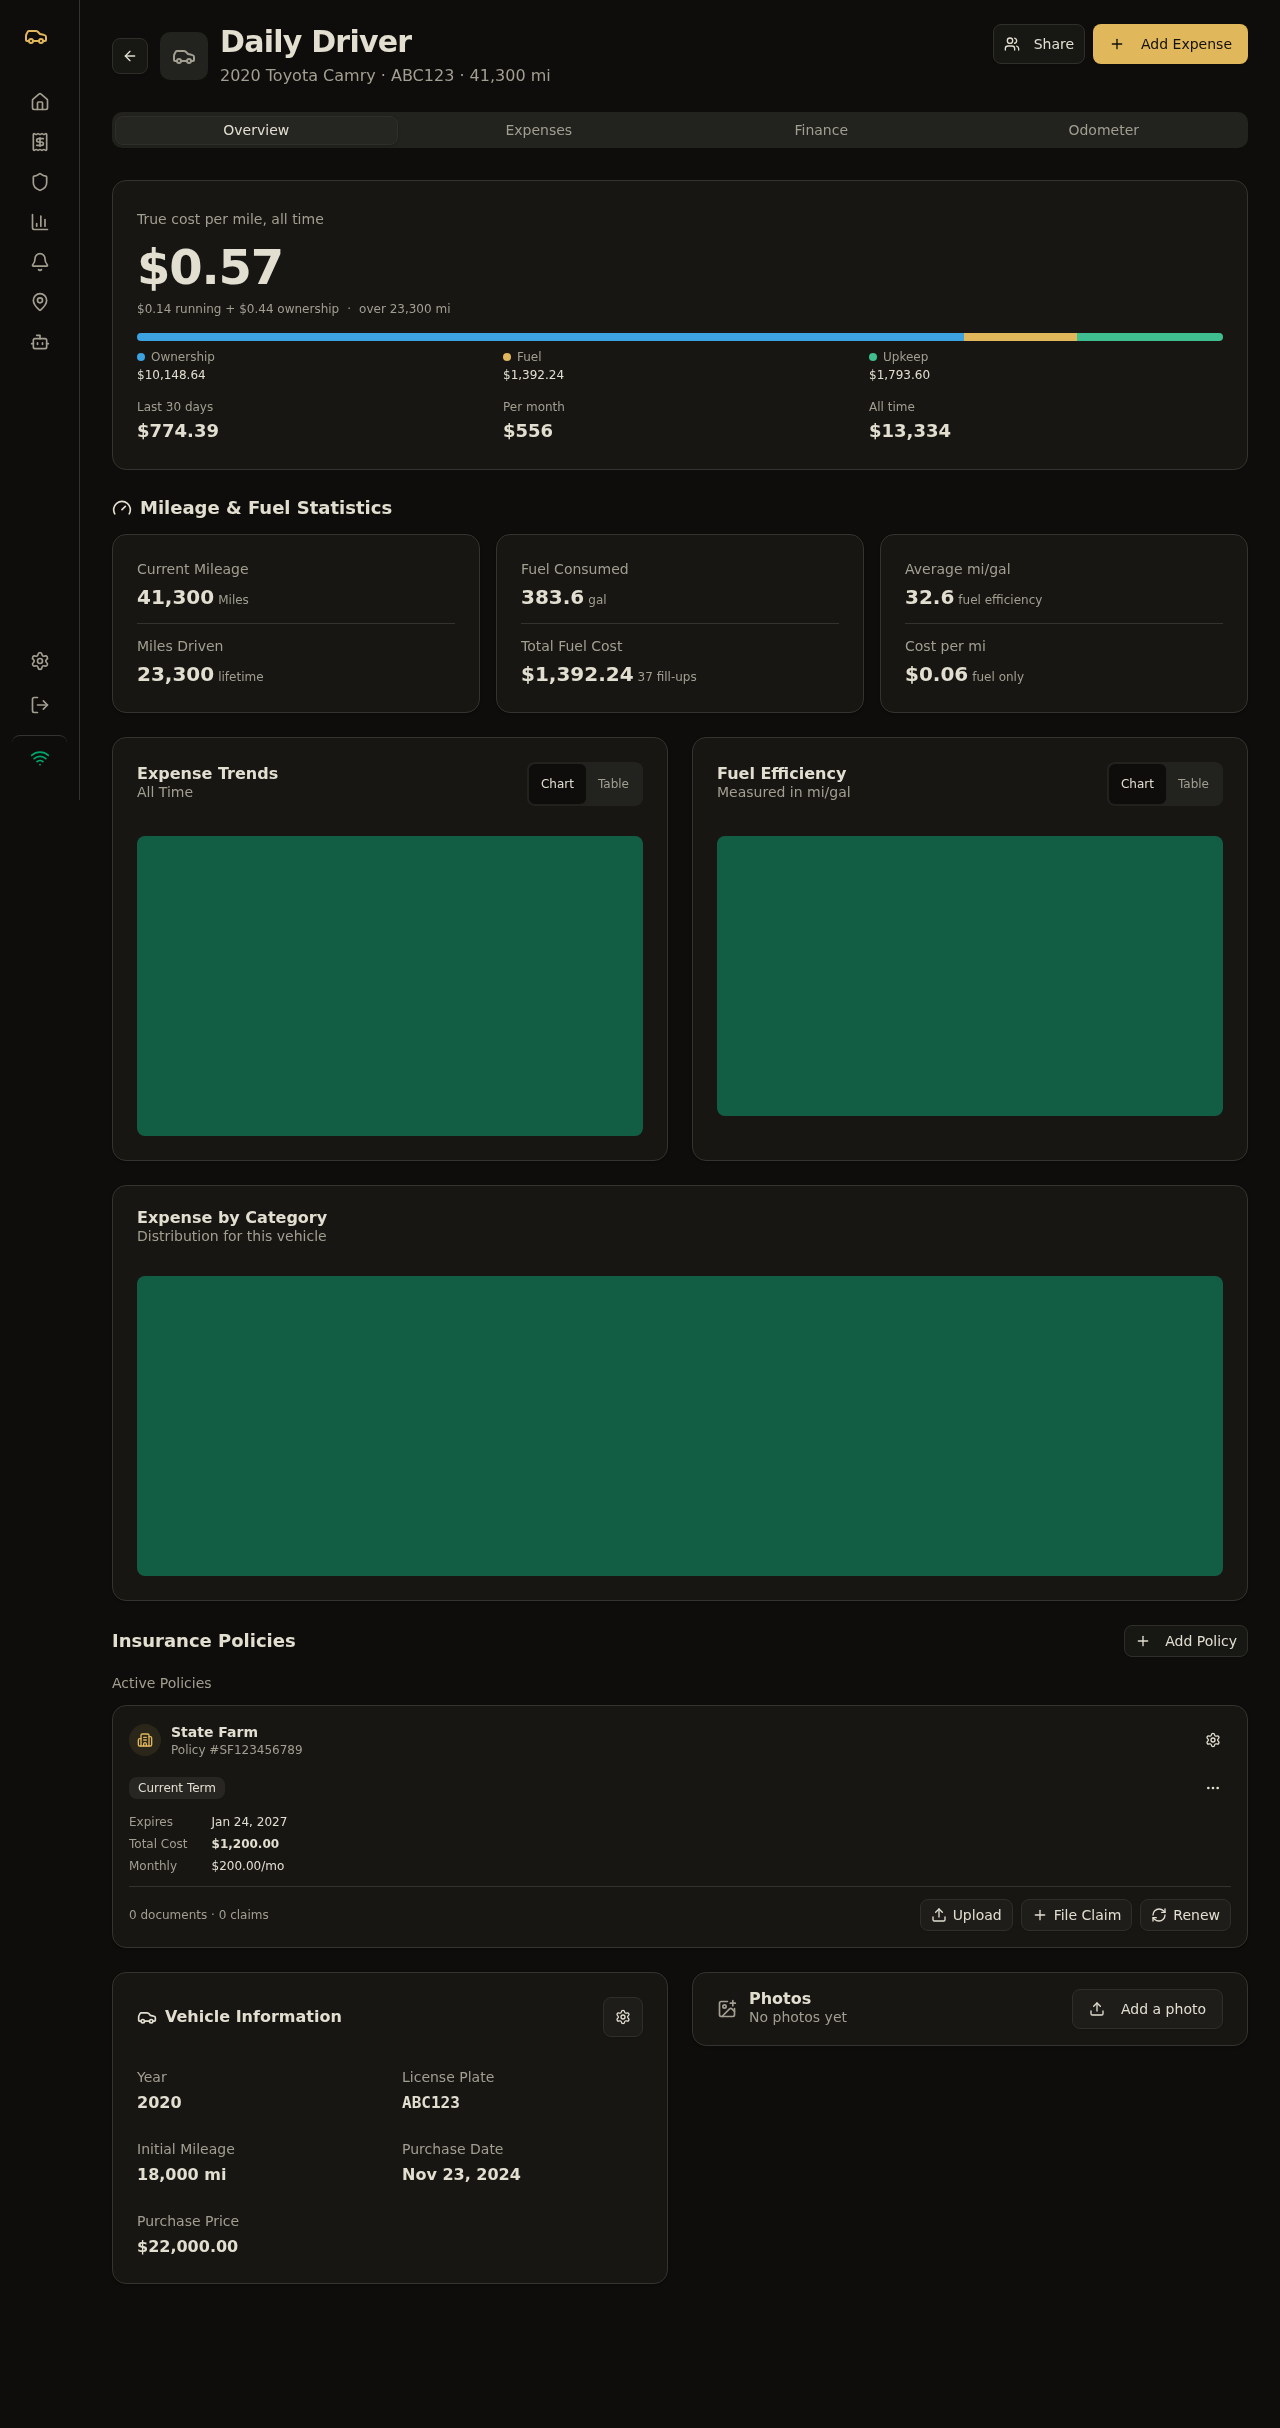 Daily Driver
2020 Toyota Camry · ABC123 · 41,300 mi
Share
Add Expense
Overview
Expenses
Finance
Odometer
True cost per mile, all time
$0.57
$0.14 running + $0.44 ownership · over 23,300 mi
Ownership
$10,148.64
Fuel
$1,392.24
Upkeep
$1,793.60
Last 30 days
$774.39
Per month
$556
All time
$13,334
Mileage & Fuel Statistics
Current Mileage
41,300 Miles
Miles Driven
23,300 lifetime
Fuel Consumed
383.6 gal
Total Fuel Cost
$1,392.24 37 fill-ups
Average mi/gal
32.6 fuel efficiency
Cost per mi
$0.06 fuel only
Expense Trends
All Time
Chart
Table
Fuel Efficiency
Measured in mi/gal
Chart
Table
Expense by Category
Distribution for this vehicle
Insurance Policies
Add Policy
Active Policies
State Farm
Policy #SF123456789
Current Term
Expires Jan 24, 2027
Total Cost $1,200.00
Monthly $200.00/mo
0 documents · 0 claims
Upload
File Claim
Renew
Vehicle Information
Year
2020
License Plate
ABC123
Initial Mileage
18,000 mi
Purchase Date
Nov 23, 2024
Purchase Price
$22,000.00
Photos
No photos yet
Add a photo